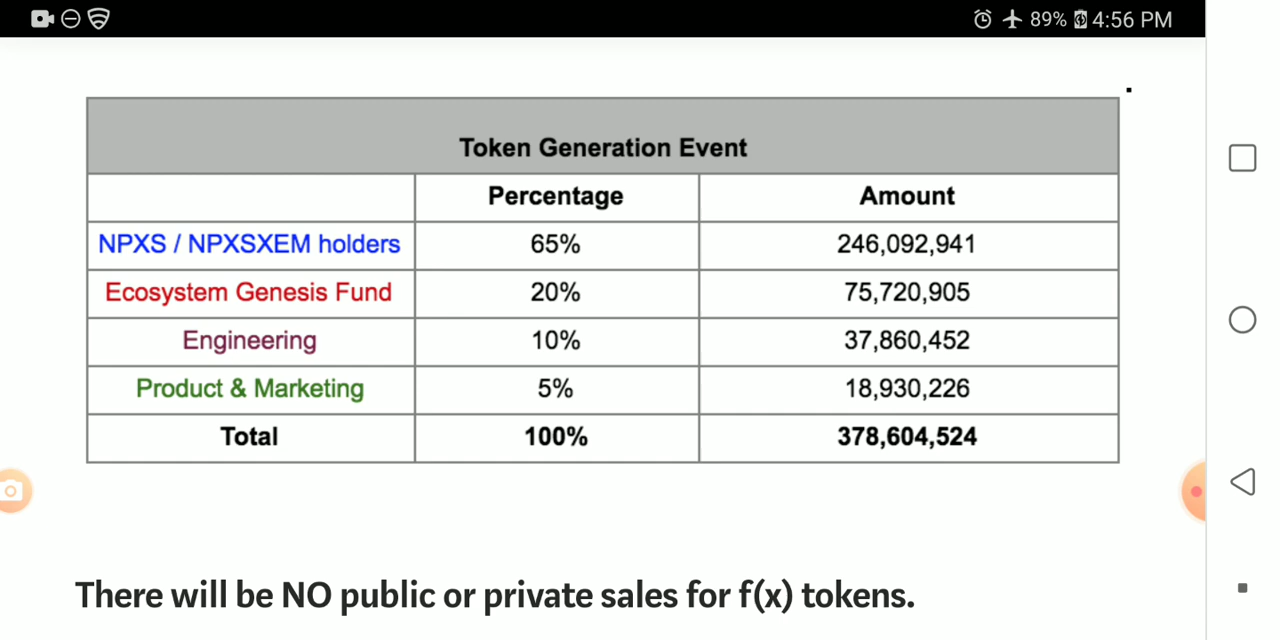 89% 4:56 PM
Token Generation Event
Percentage Amount
NPXS / NPXSXEM holders 65% 246,092,941
Ecosystem Genesis Fund 20% 75,720,905
Engineering 10% 37,860,452
Product & Marketing 5% 18,930,226
Total 100% 378,604,524
There will be NO public or private sales for f(x) tokens.